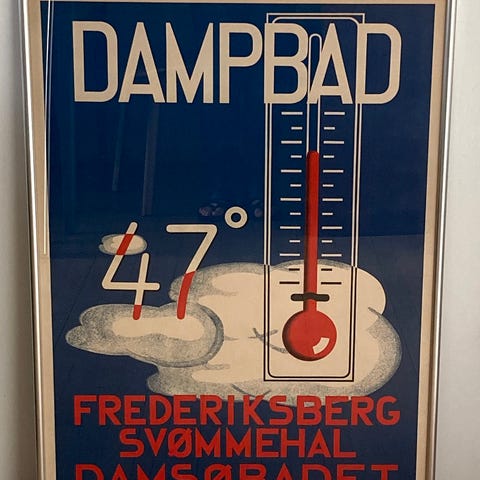 DAMPBAD
47°
FREDERIKSBERG
SVØMMEHAL
DAMSØBADET